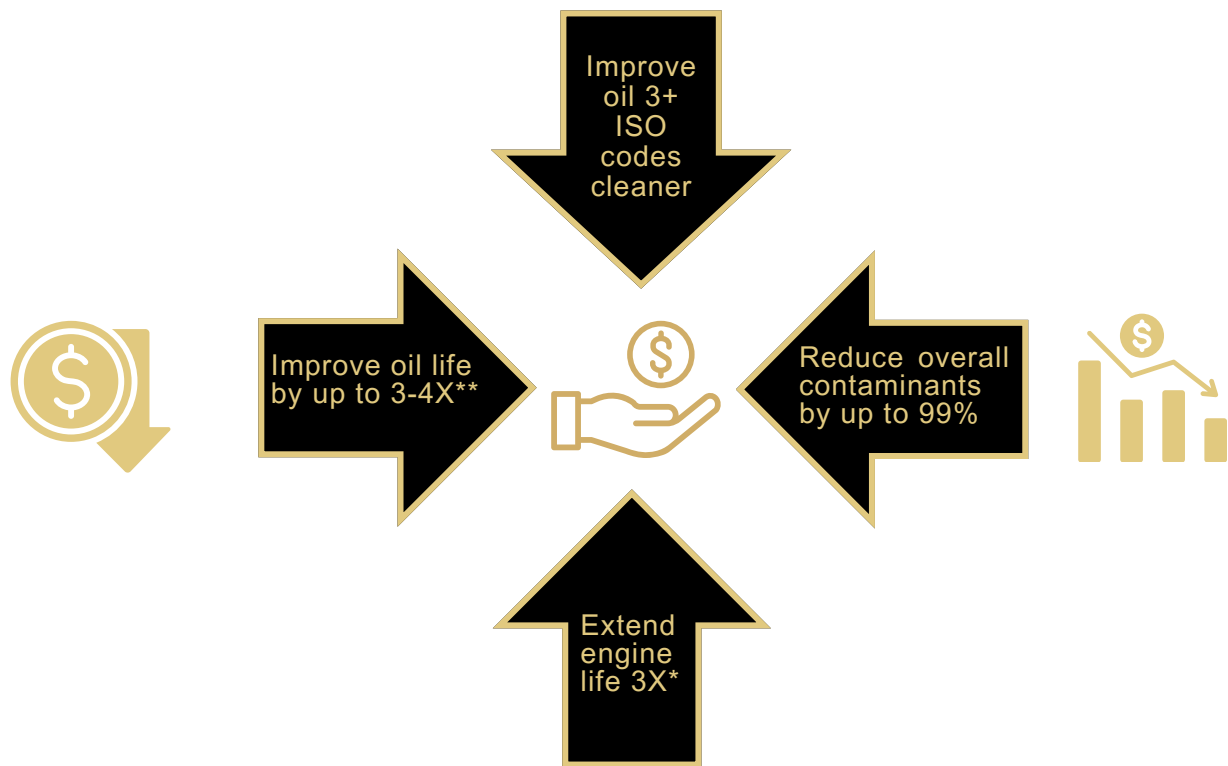 Improve
oil 3+
ISO
codes
cleaner
Improve oil life
by up to 3-4X**
$
$
Reduce overall
contaminants
by up to 99%
$
Extend
engine
life 3X*